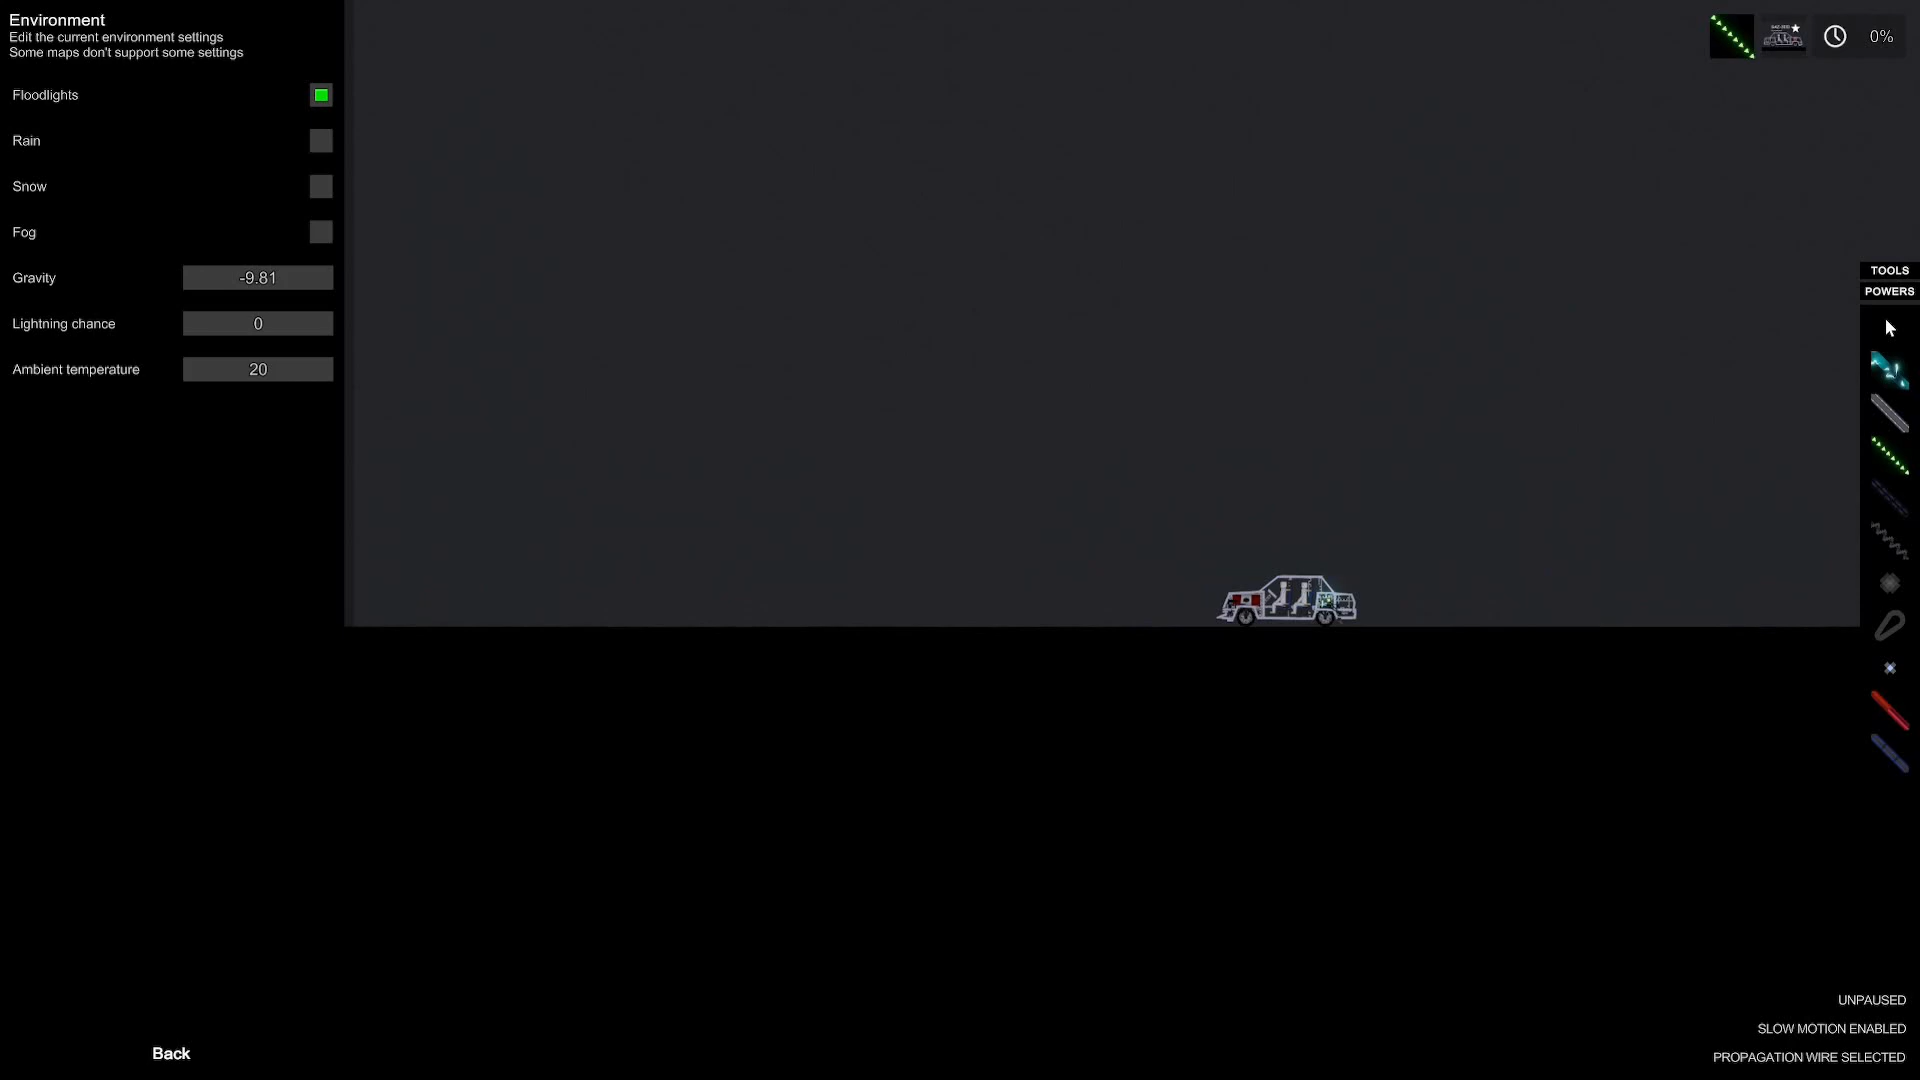 Environment
Edit the current environment settings
Some maps don't support some settings
Floodlights
Rain
Snow
Fog
Gravity
-9.81
Lightning chance
0
Ambient temperature
20
Back
0%
TOOLS
POWERS
UNPAUSED
SLOW MOTION ENABLED
PROPAGATION WIRE SELECTED